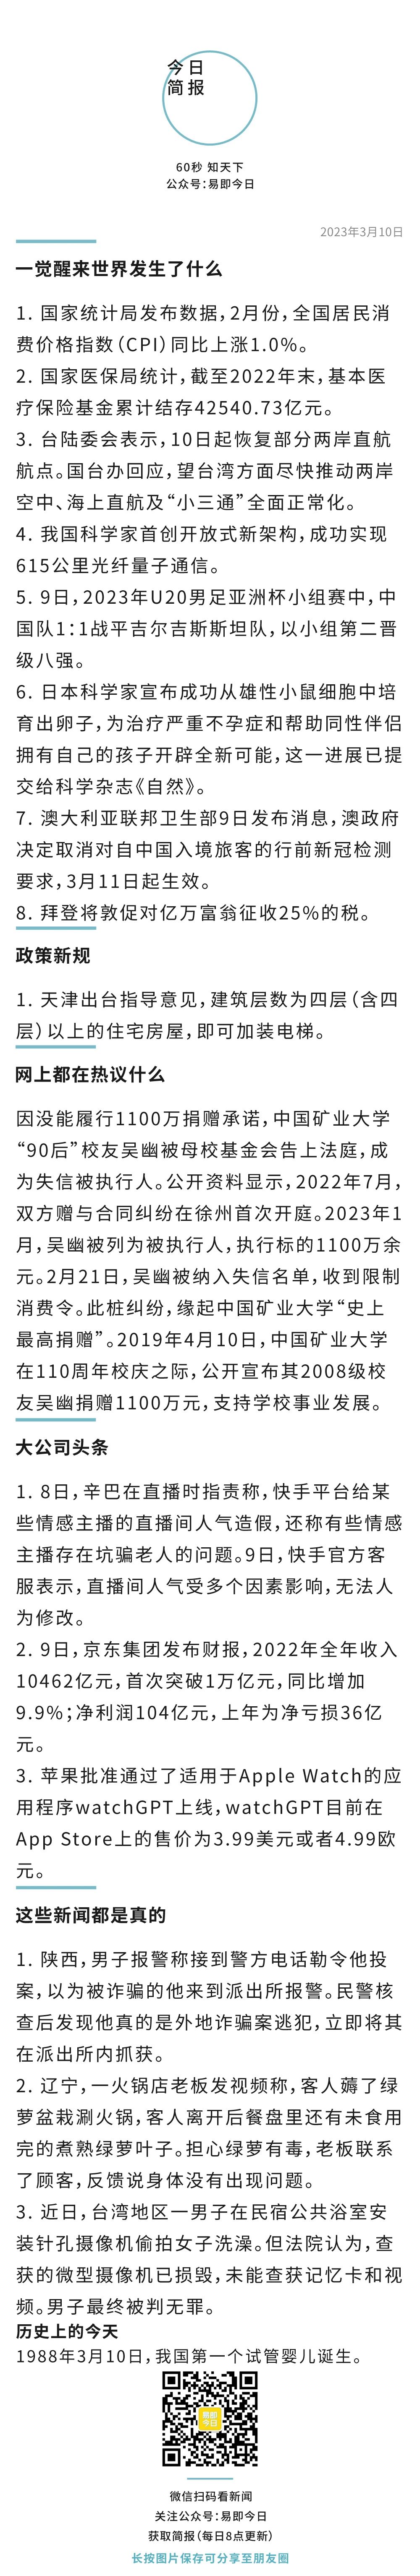 今日
简报
60秒 知天下
公众号：易即今日
2023年3月10日
一觉醒来世界发生了什么
1. 国家统计局发布数据，2月份，全国居民消
费价格指数（CPI）同比上涨1.0%。
2. 国家医保局统计，截至2022年末，基本医
疗保险基金累计结存42540.73亿元。
3. 台陆委会表示，10日起恢复部分两岸直航
航点。国台办回应，望台湾方面尽快推动两岸
空中、海上直航及“小三通”全面正常化。
4. 我国科学家首创开放式新架构，成功实现
615公里光纤量子通信。
5. 9日，2023年U20男足亚洲杯小组赛中，中
国队1：1战平吉尔吉斯斯坦队，以小组第二晋
级八强。
6. 日本科学家宣布成功从雄性小鼠细胞中培
育出卵子，为治疗严重不孕症和帮助同性伴侣
拥有自己的孩子开辟全新可能，这一进展已提
交给科学杂志《自然》。
7. 澳大利亚联邦卫生部9日发布消息，澳政府
决定取消对自中国入境旅客的行前新冠检测
要求，3月11日起生效。
8. 拜登将敦促对亿万富翁征收25%的税。
政策新规
1. 天津出台指导意见，建筑层数为四层（含四
层）以上的住宅房屋，即可加装电梯。
网上都在热议什么
因没能履行1100万捐赠承诺，中国矿业大学
“90后”校友吴幽被母校基金会告上法庭，成
为失信被执行人。公开资料显示，2022年7月，
双方赠与合同纠纷在徐州首次开庭。2023年1
月，吴幽被列为被执行人，执行标的1100万余
元。2月21日，吴幽被纳入失信名单，收到限制
消费令。此桩纠纷，缘起中国矿业大学“史上
最高捐赠”。2019年4月10日，中国矿业大学
在110周年校庆之际，公开宣布其2008级校
友吴幽捐赠1100万元，支持学校事业发展。
大公司头条
1. 8日，辛巴在直播时指责称，快手平台给某
些情感主播的直播间人气造假，还称有些情感
主播存在坑骗老人的问题。9日，快手官方客
服表示，直播间人气受多个因素影响，无法人
为修改。
2. 9日，京东集团发布财报，2022年全年收入
10462亿元，首次突破1万亿元，同比增加
9.9%；净利润104亿元，上年为净亏损36亿
元。
3. 苹果批准通过了适用于Apple Watch的应
用程序watchGPT上线，watchGPT目前在
App Store上的售价为3.99美元或者4.99欧
元。
这些新闻都是真的
1. 陕西，男子报警称接到警方电话勒令他投
案，以为被诈骗的他来到派出所报警。民警核
查后发现他真的是外地诈骗案逃犯，立即将其
在派出所内抓获。
2. 辽宁，一火锅店老板发视频称，客人薅了绿
萝盆栽涮火锅，客人离开后餐盘里还有未食用
完的煮熟绿萝叶子。担心绿萝有毒，老板联系
了顾客，反馈说身体没有出现问题。
3. 近日，台湾地区一男子在民宿公共浴室安
装针孔摄像机偷拍女子洗澡。但法院认为，查
获的微型摄像机已损毁，未能查获记忆卡和视
频。男子最终被判无罪。
历史上的今天
1988年3月10日，我国第一个试管婴儿诞生。
易即
今日
微信扫码看新闻
关注公众号：易即今日
获取简报（每日8点更新）
长按图片保存可分享至朋友圈